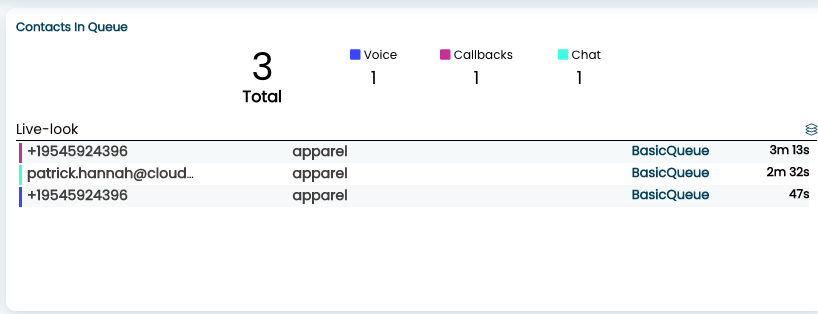 Contacts In Queue
3 Total
Voice 1
Callbacks 1
Chat 1
Live-look
+19545924396 apparel BasicQueue 3m 13s
patrick.hannah@cloud... apparel BasicQueue 2m 32s
+19545924396 apparel BasicQueue 47s